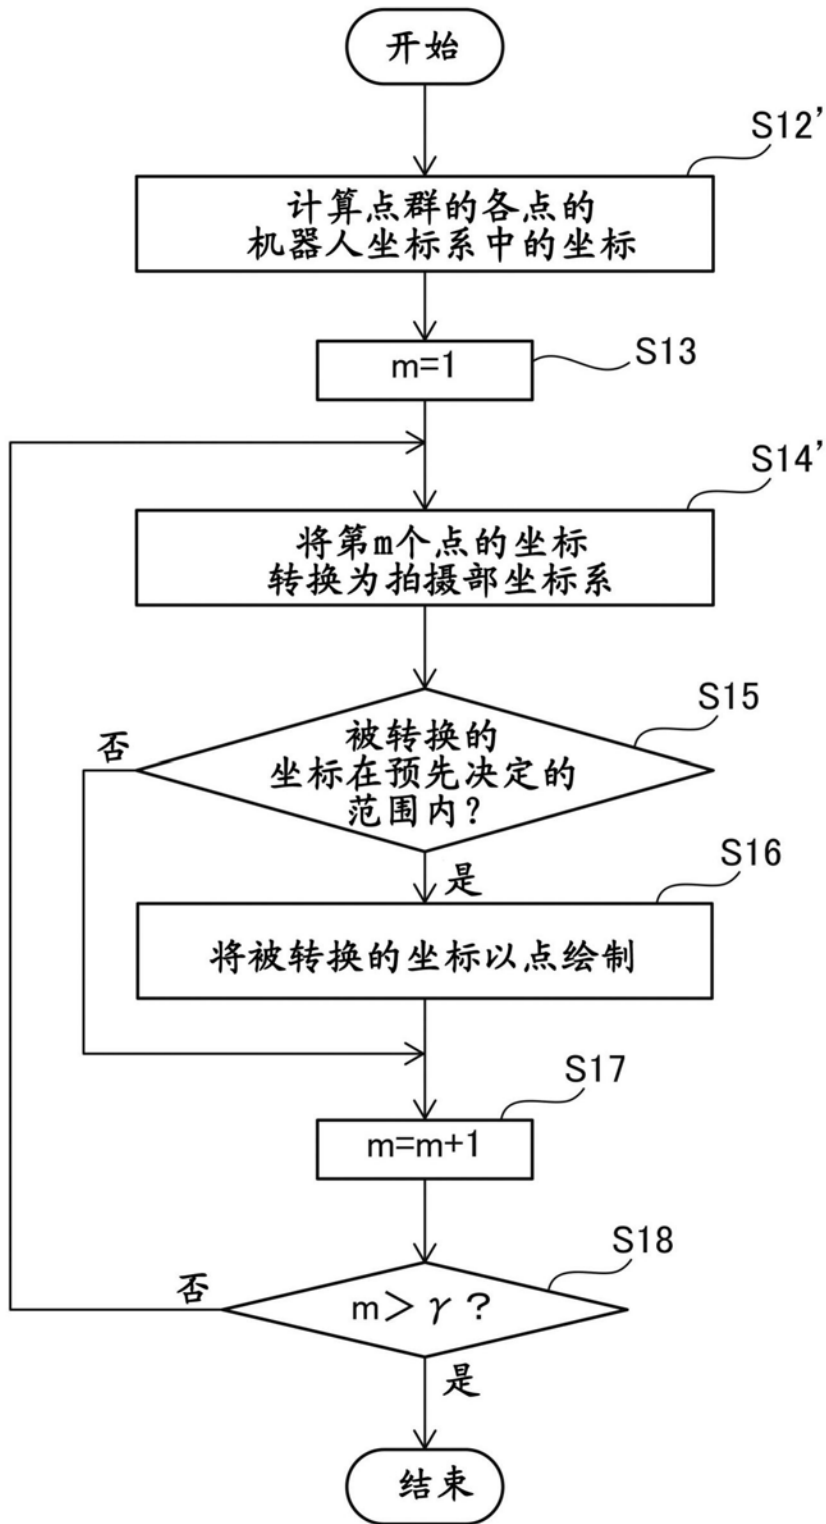 开始
S12'
计算点群的各点的
机器人坐标系中的坐标
S13
m=1
S14'
将第m个点的坐标
转换为拍摄部坐标系
S15
否
被转换的
坐标在预先决定的
范围内?
S16
是
将被转换的坐标以点绘制
S17
m=m+1
S18
否
m>γ?
是
结束